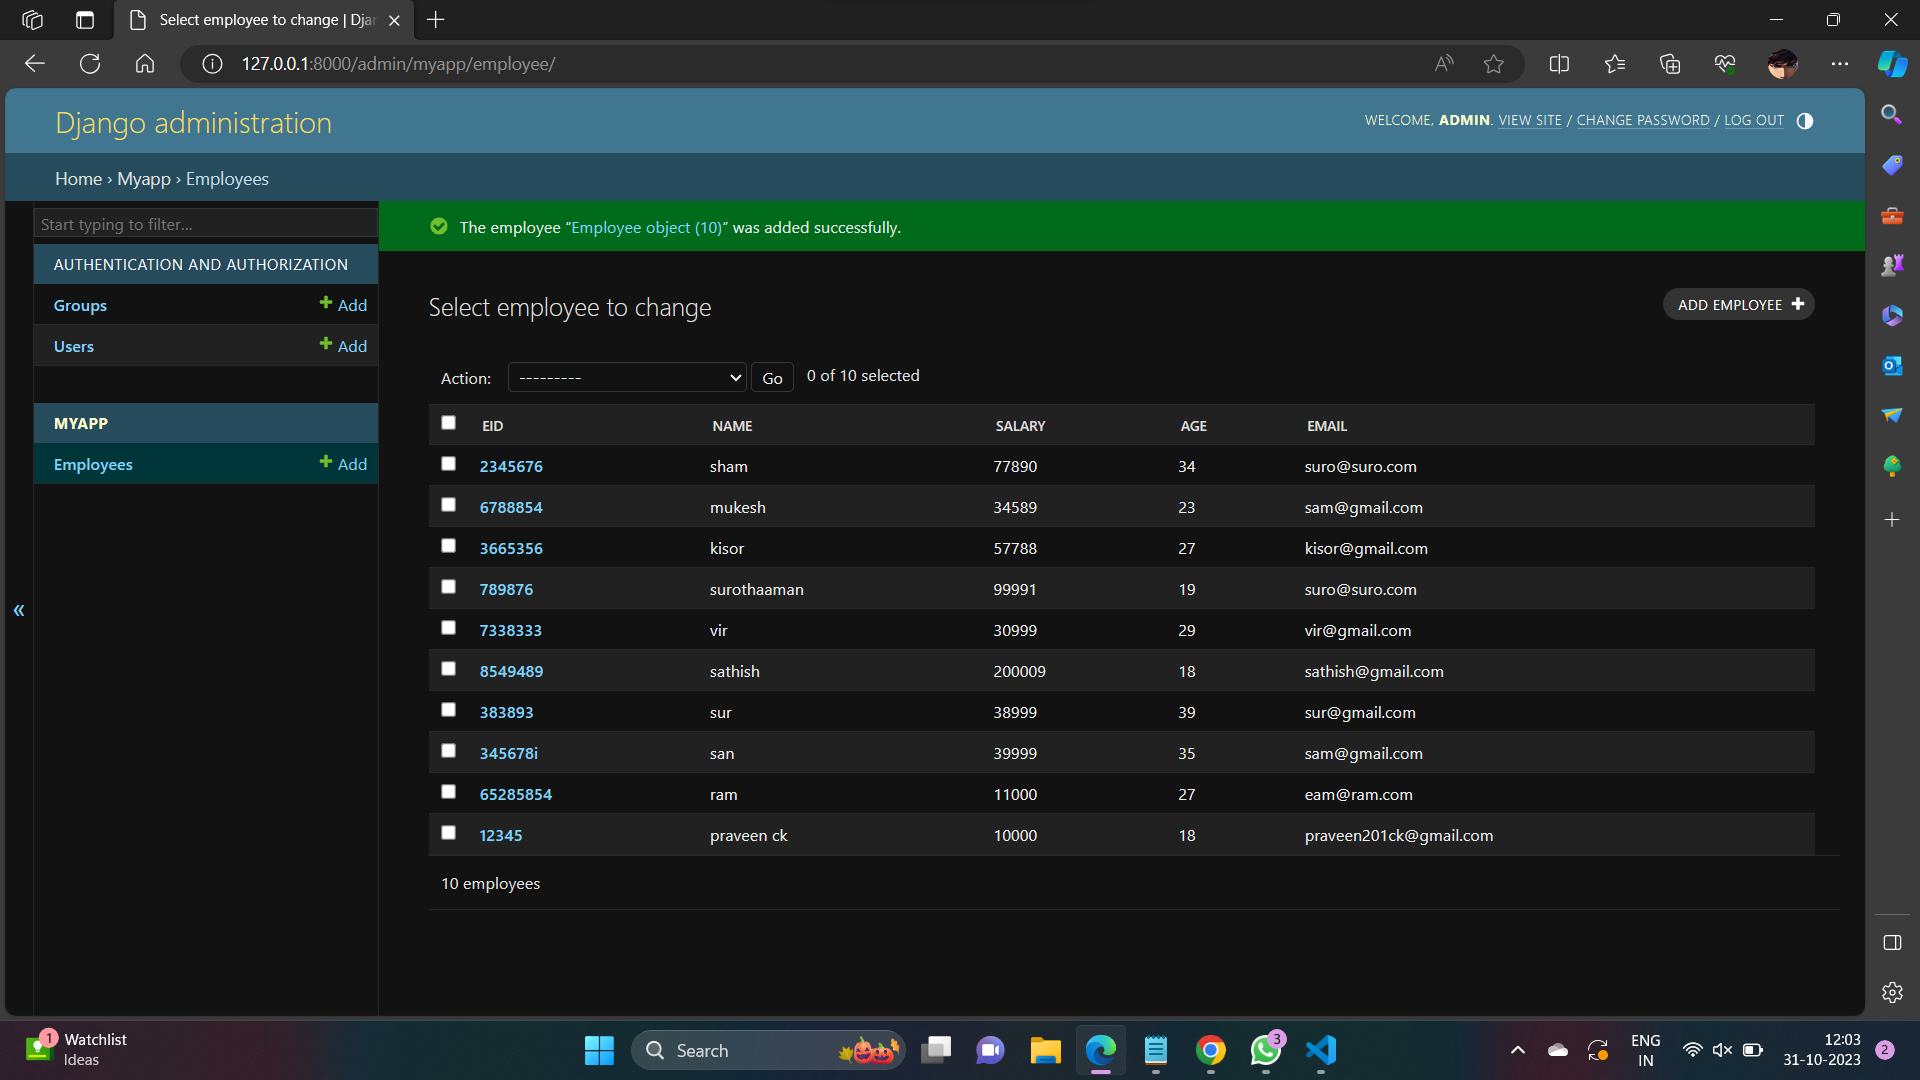 Select employee to change | Djan
127.0.0.1:8000/admin/myapp/employee/
Django administration
WELCOME, ADMIN. VIEW SITE / CHANGE PASSWORD / LOG OUT
Home › Myapp › Employees
Start typing to filter...
AUTHENTICATION AND AUTHORIZATION
Groups + Add
Users + Add
MYAPP
Employees + Add
«
The employee “Employee object (10)” was added successfully.
Select employee to change
ADD EMPLOYEE +
Action: --------- Go 0 of 10 selected
EID NAME SALARY AGE EMAIL
2345676 sham 77890 34 suro@suro.com
6788854 mukesh 34589 23 sam@gmail.com
3665356 kisor 57788 27 kisor@gmail.com
789876 surothaaman 99991 19 suro@suro.com
7338333 vir 30999 29 vir@gmail.com
8549489 sathish 200009 18 sathish@gmail.com
383893 sur 38999 39 sur@gmail.com
345678i san 39999 35 sam@gmail.com
65285854 ram 11000 27 eam@ram.com
12345 praveen ck 10000 18 praveen201ck@gmail.com
10 employees
1 Watchlist
Ideas
Search
3
ENG
IN
12:03
31-10-2023
2